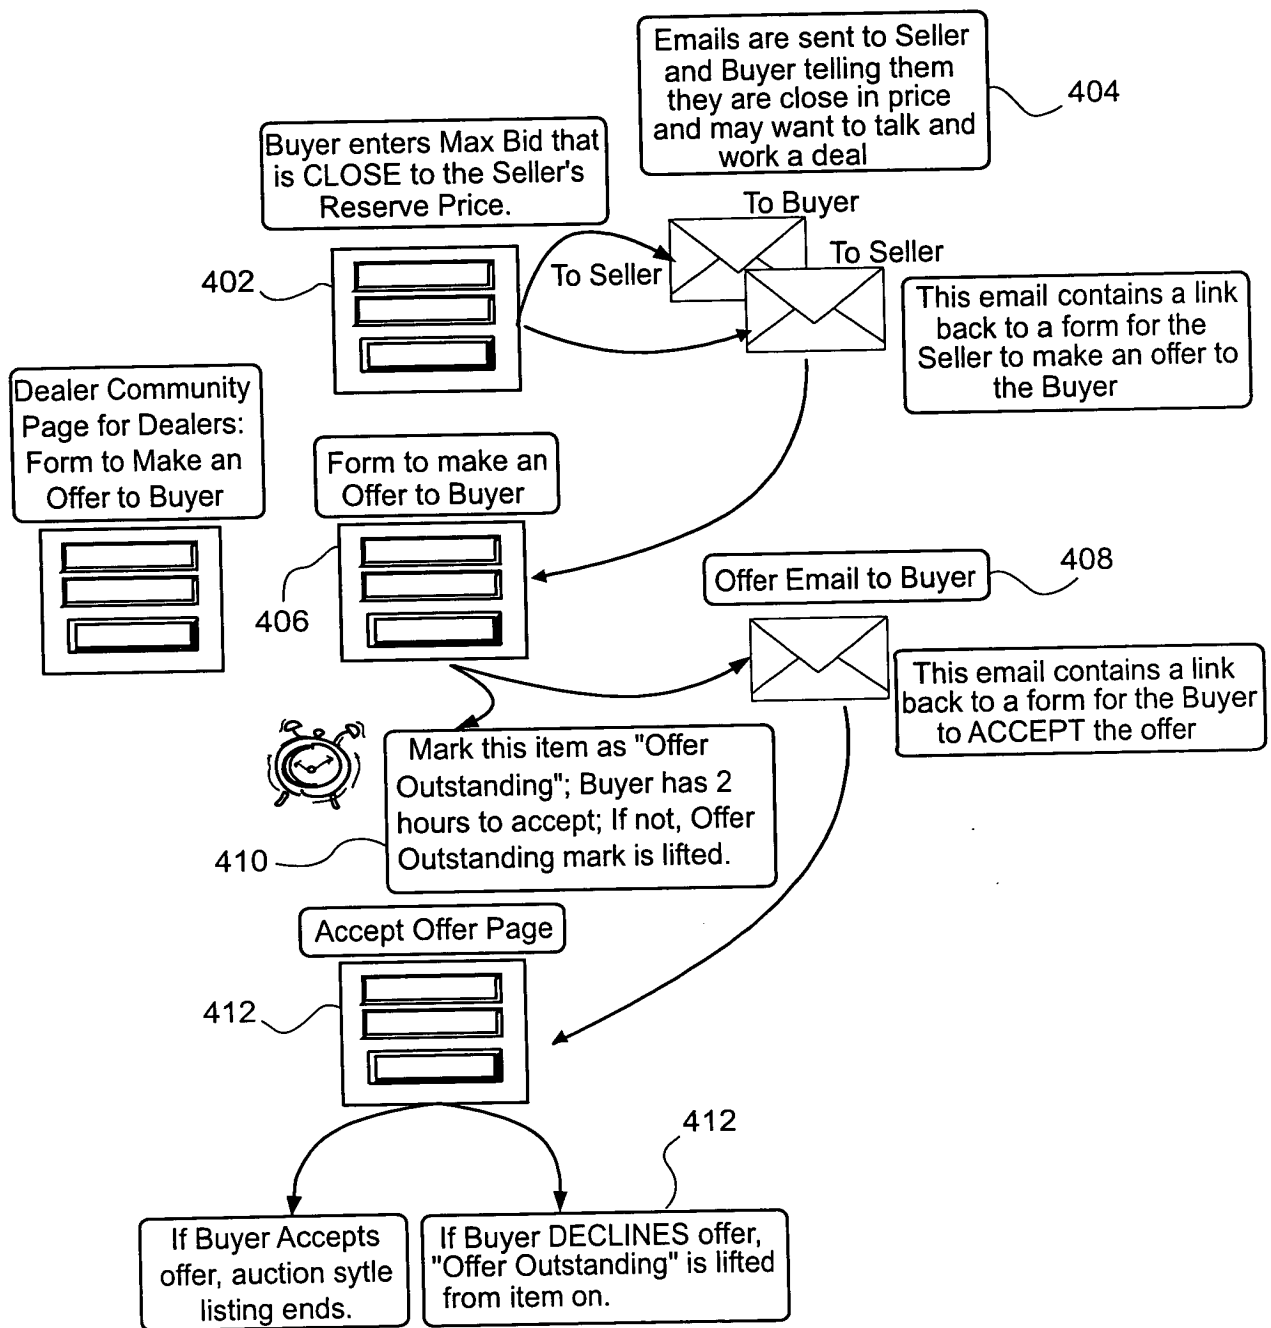 Emails are sent to Seller
and Buyer telling them
they are close in price
and may want to talk and
work a deal
404
Buyer enters Max Bid that
is CLOSE to the Seller's
Reserve Price.
To Buyer
To Seller
To Seller
402
This email contains a link
back to a form for the
Seller to make an offer to
the Buyer
Dealer Community
Page for Dealers:
Form to Make an
Offer to Buyer
Form to make an
Offer to Buyer
406
Offer Email to Buyer
408
This email contains a link
back to a form for the Buyer
to ACCEPT the offer
Mark this item as "Offer
Outstanding"; Buyer has 2
hours to accept; If not, Offer
Outstanding mark is lifted.
410
Accept Offer Page
412
412
If Buyer Accepts
offer, auction sytle
listing ends.
If Buyer DECLINES offer,
"Offer Outstanding" is lifted
from item on.